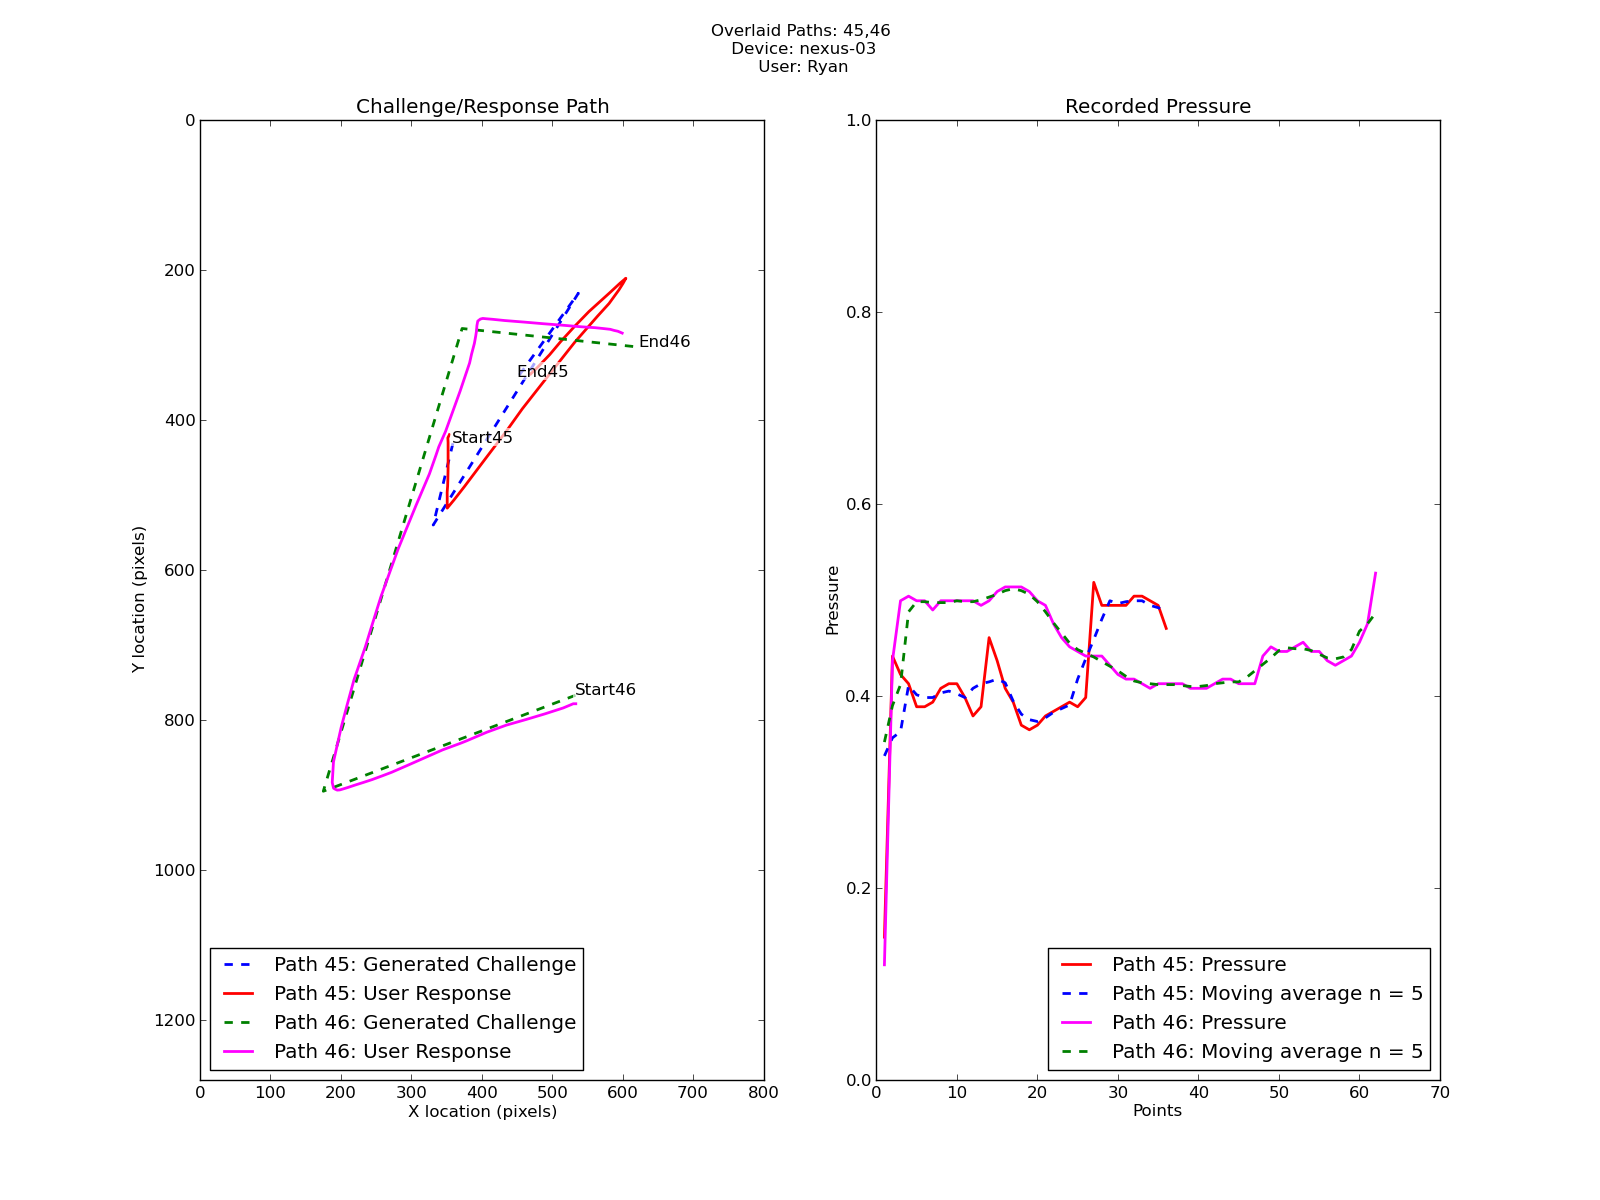 Overlaid Paths: 45,46
Device: nexus-03
User: Ryan
Challenge/Response Path
0
200
400
600
800
1000
1200
Y location (pixels)
End46
End45
Start45
Start46
Path 45: Generated Challenge
Path 45: User Response
Path 46: Generated Challenge
Path 46: User Response
0 100 200 300 400 500 600 700 800
X location (pixels)
Recorded Pressure
1.0
0.8
0.6
0.4
0.2
0.0
Pressure
Path 45: Pressure
Path 45: Moving average n = 5
Path 46: Pressure
Path 46: Moving average n = 5
0 10 20 30 40 50 60 70
Points